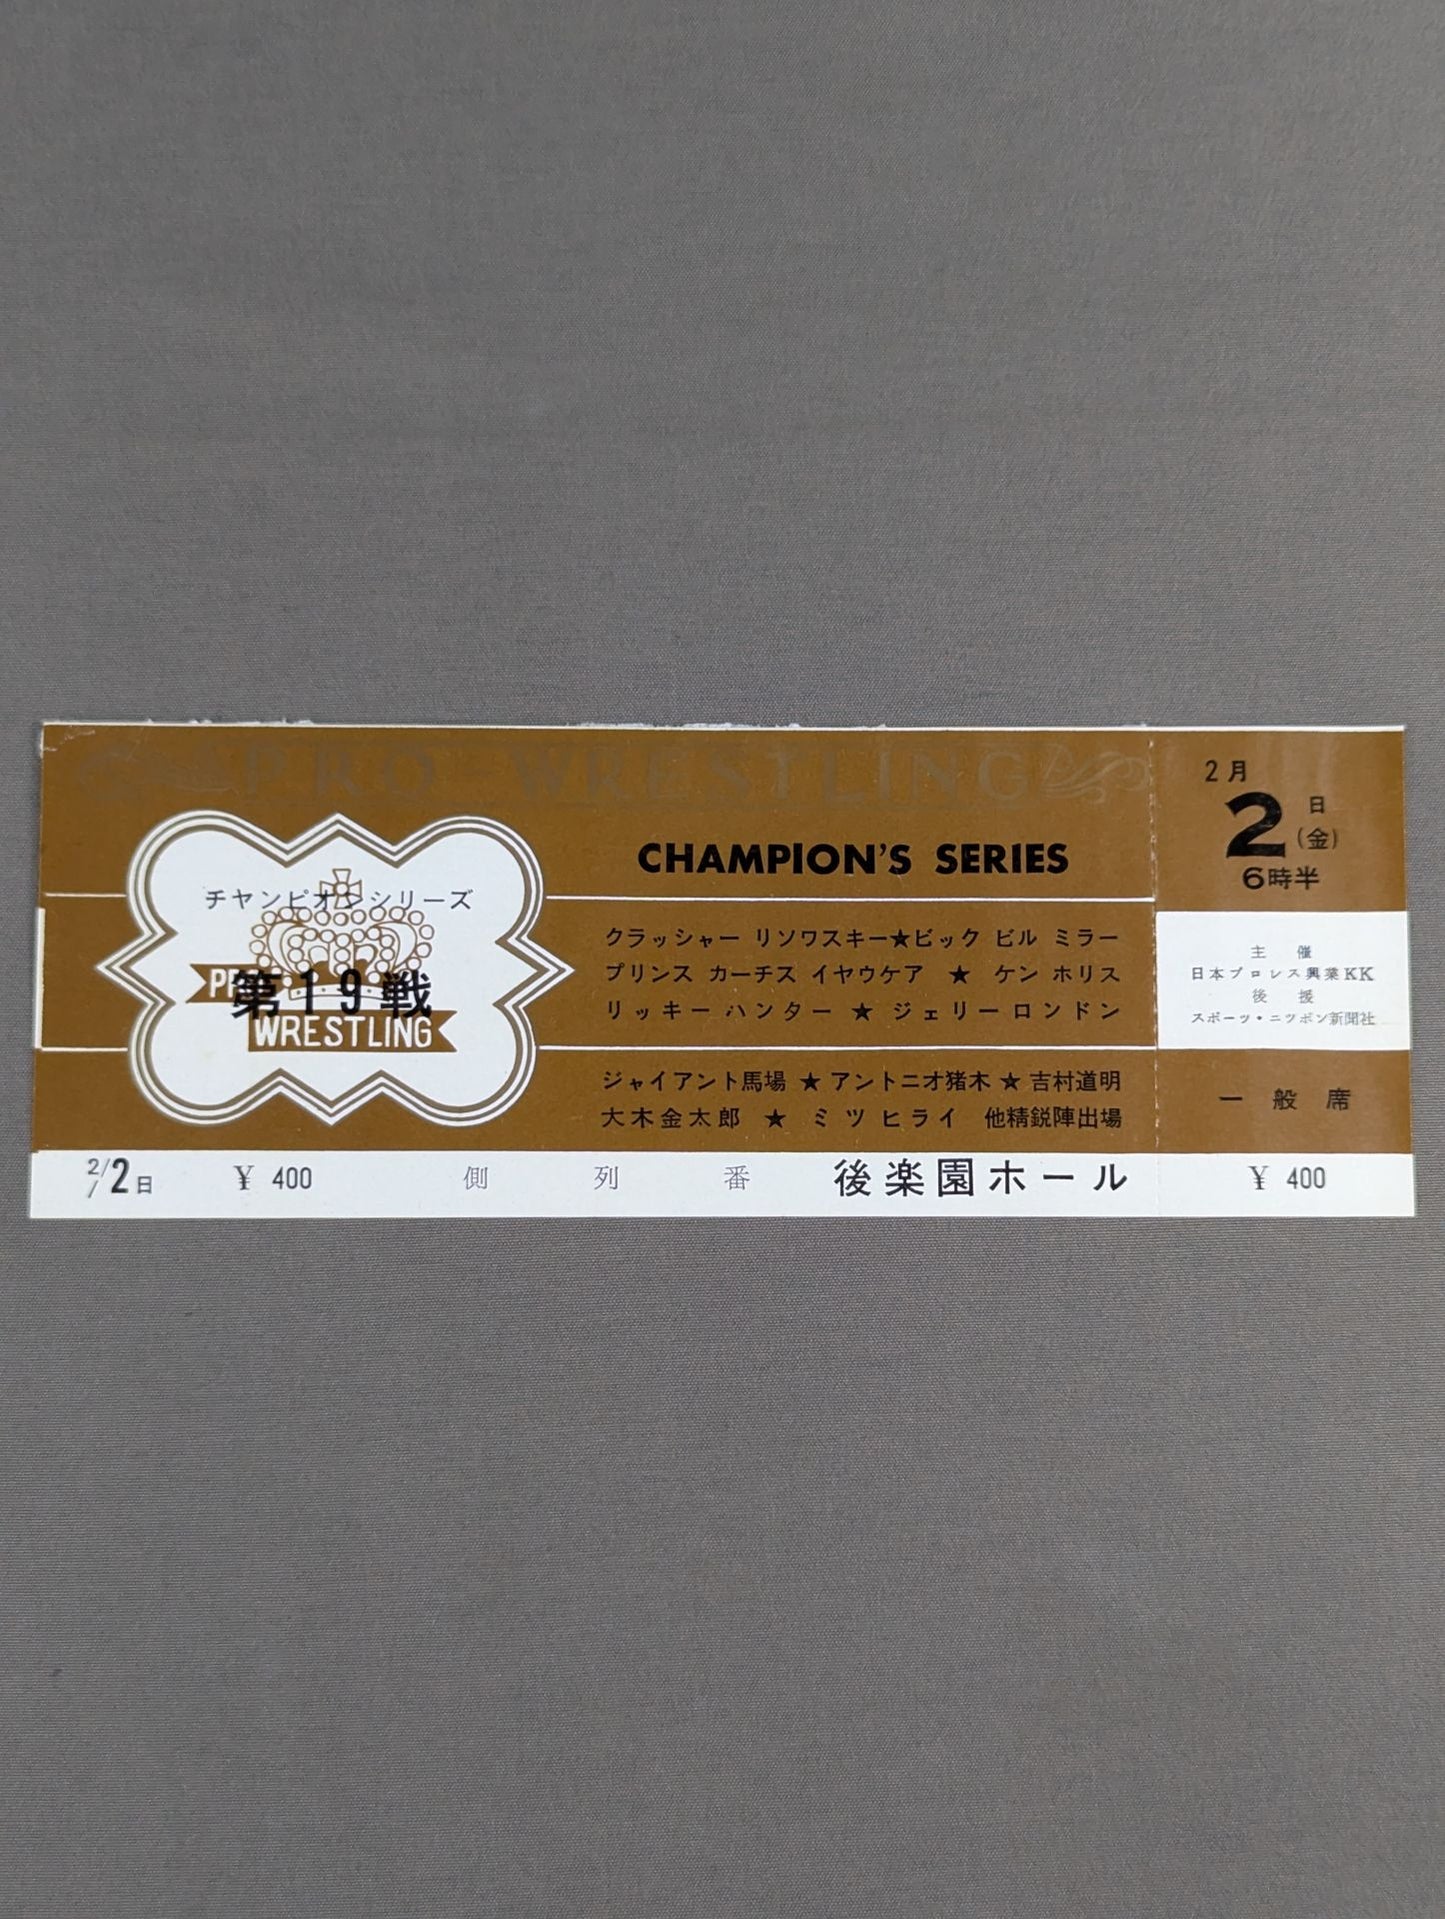 PRO-WRESTLING
チャンピオンシリーズ
第19戦
WRESTLING
CHAMPION'S SERIES
クラッシャー リソワスキー★ビック ビル ミラー
プリンス カーチス イヤウケア ★ ケン ホリス
リッキー ハンター ★ ジェリー ロンドン
ジャイアント馬場 ★ アントニオ猪木 ★ 吉村道明
大木金太郎 ★ ミツ ヒライ 他精鋭陣出場
2/2日 ¥ 400 側 列 番 後楽園ホール
2月
2日(金)
6時半
主 催
日本プロレス興業KK
後 援
スポーツ・ニツポン新聞社
一般席
¥ 400